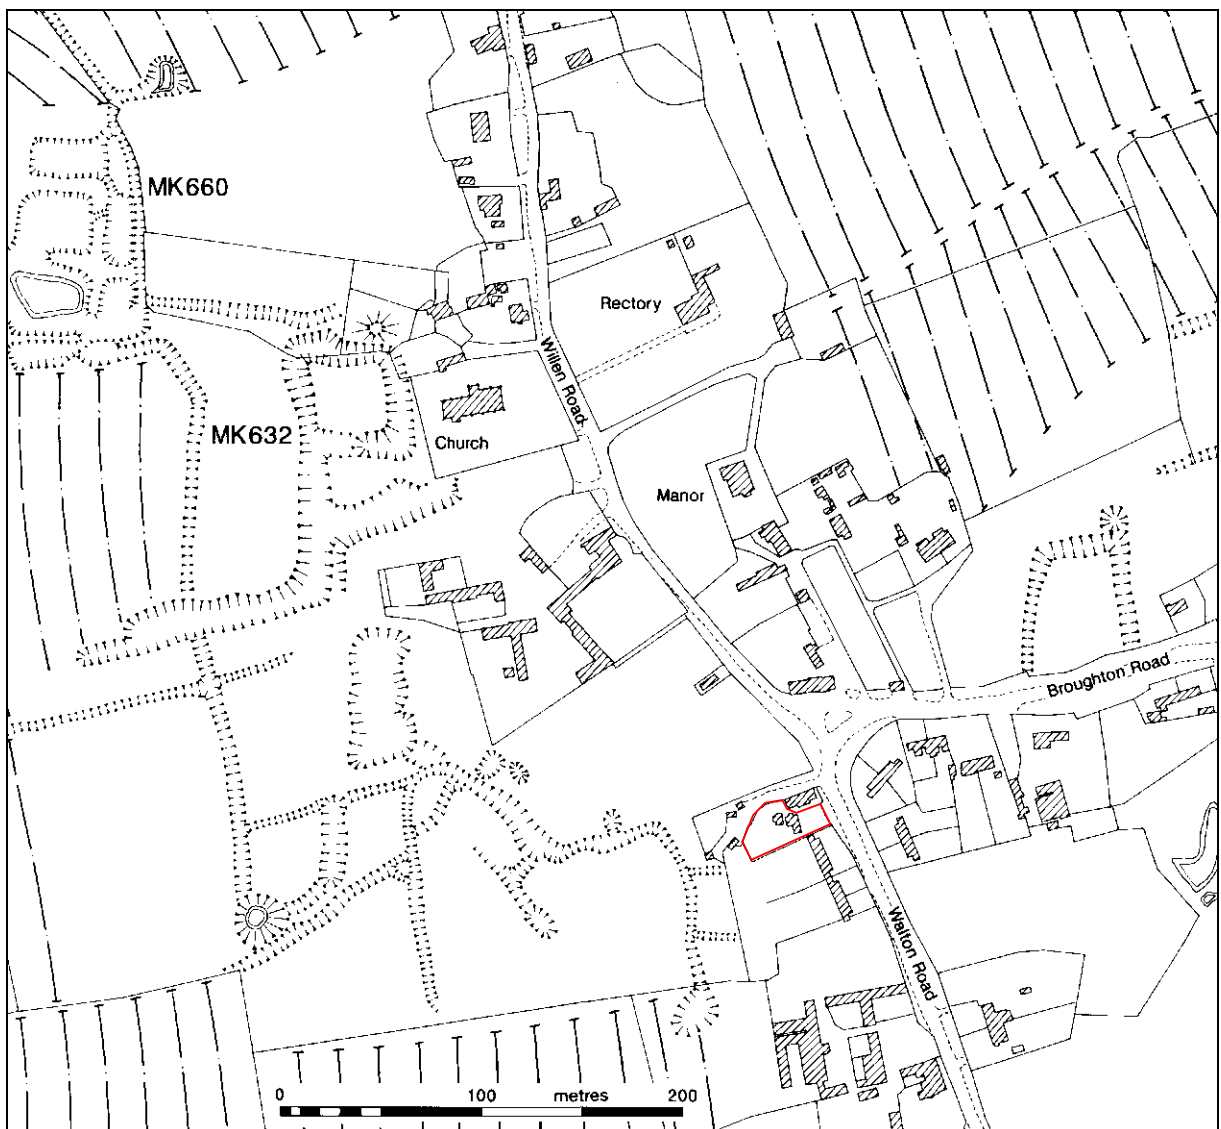 MK660
Rectory
Willen Road
MK632
Church
Manor
Broughton Road
Walton Road
0 100 metres 200